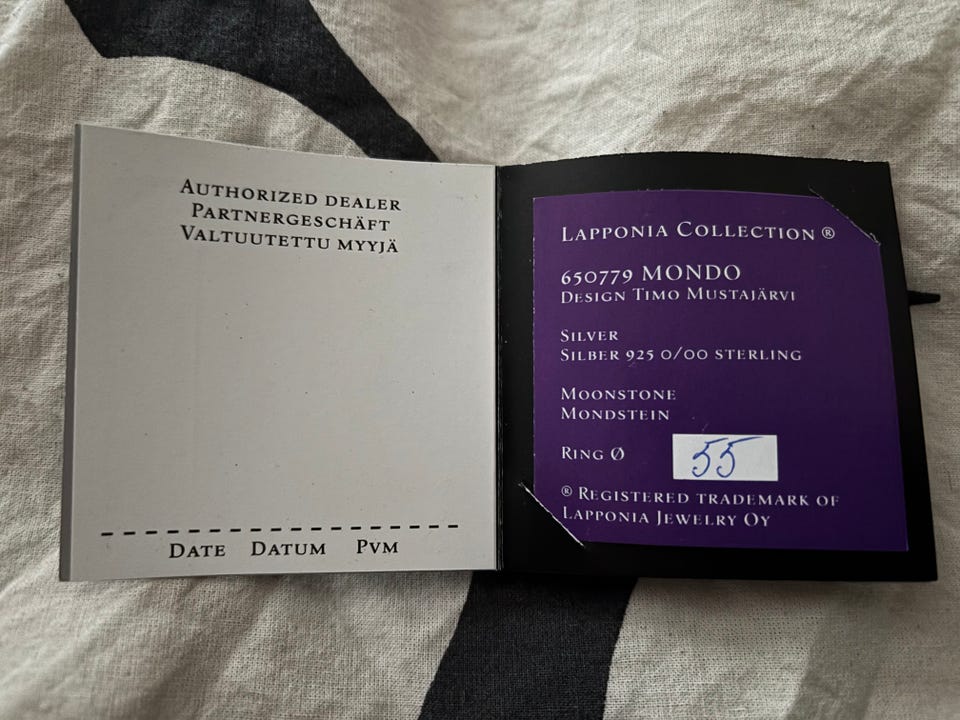 AUTHORIZED DEALER
PARTNERGESCHÄFT
VALTUUTETTU MYYJÄ
DATE DATUM PVM
LAPPONIA COLLECTION ®
650779 MONDO
DESIGN TIMO MUSTAJÄRVI
SILVER
SILBER 925 0/00 STERLING
MOONSTONE
MONDSTEIN
RING Ø 55
® REGISTERED TRADEMARK OF
LAPPONIA JEWELRY OY